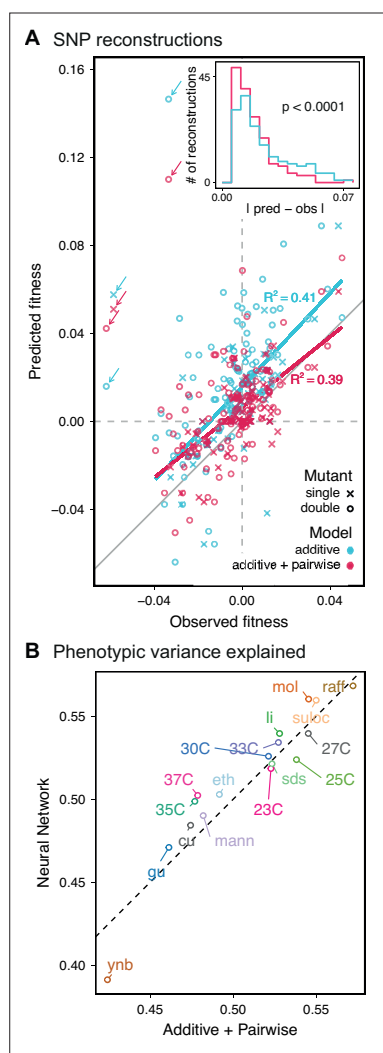 A SNP reconstructions
0.16
0.12
0.08
0.04
0.00
−0.04
Predicted fitness
45
0
# of reconstructions
p < 0.0001
0.00
0.07
| pred − obs |
R² = 0.41
R² = 0.39
Mutant
single
double
Model
additive
additive + pairwise
−0.04
0.00
0.04
Observed fitness
B Phenotypic variance explained
mol
raff
suloc
li
33C
27C
30C
25C
37C
eth
sds
35C
23C
cu
mann
gu
ynb
0.55
0.50
0.45
0.40
Neural Network
0.45
0.50
0.55
Additive + Pairwise